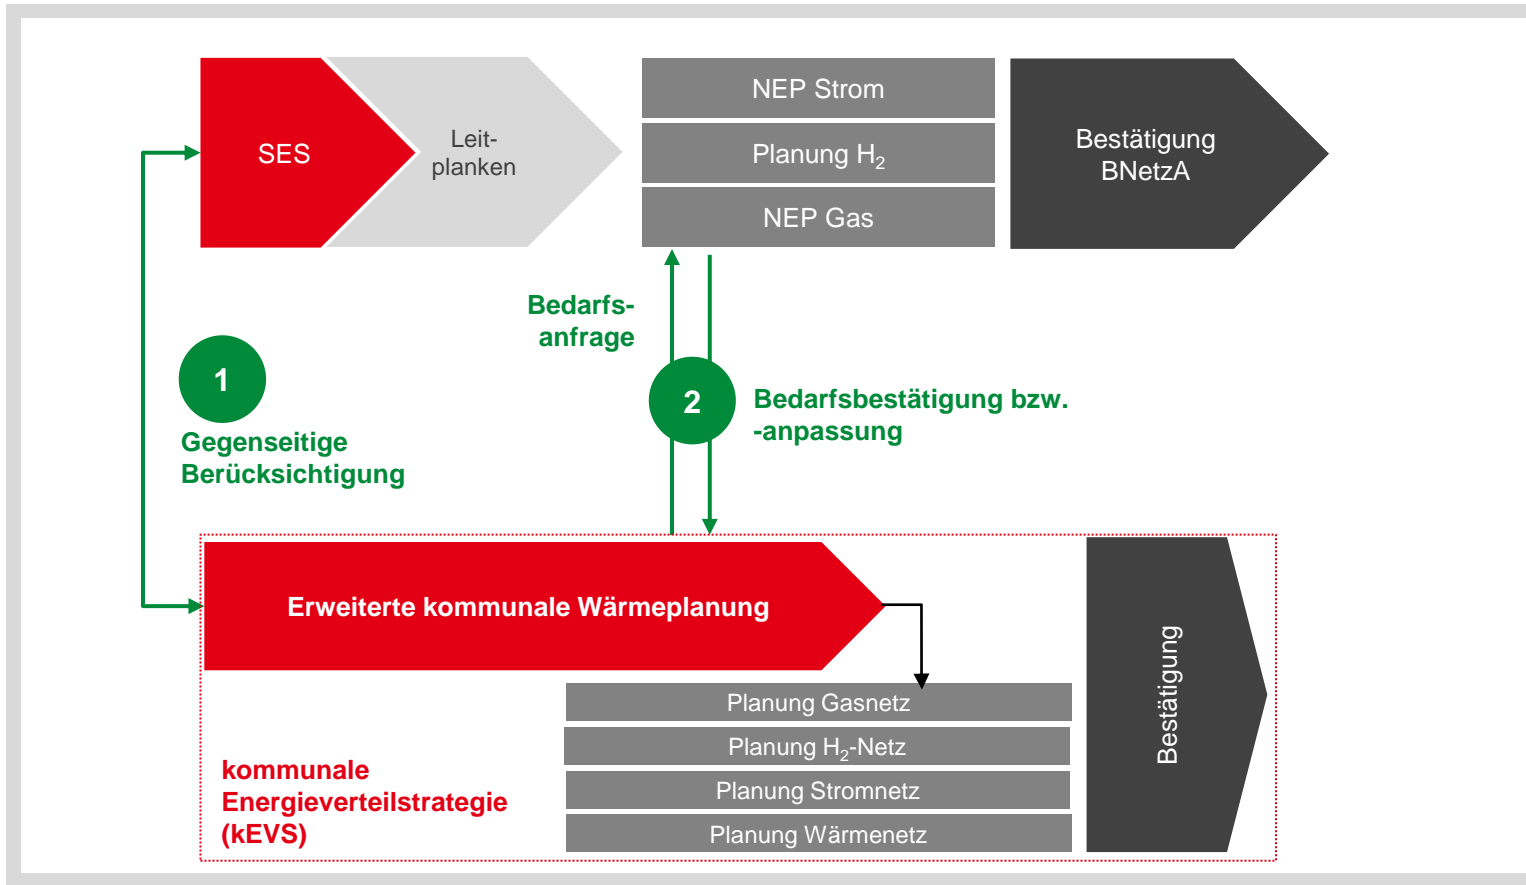 SES
Leit-
planken
NEP Strom
Planung H₂
NEP Gas
Bestätigung
BNetzA
Bedarfs-
anfrage
1
Gegenseitige
Berücksichtigung
2
Bedarfsbestätigung bzw.
-anpassung
Erweiterte kommunale Wärmeplanung
Planung Gasnetz
Planung H₂-Netz
Planung Stromnetz
Planung Wärmenetz
kommunale
Energieverteilstrategie
(kEVS)
Bestätigung